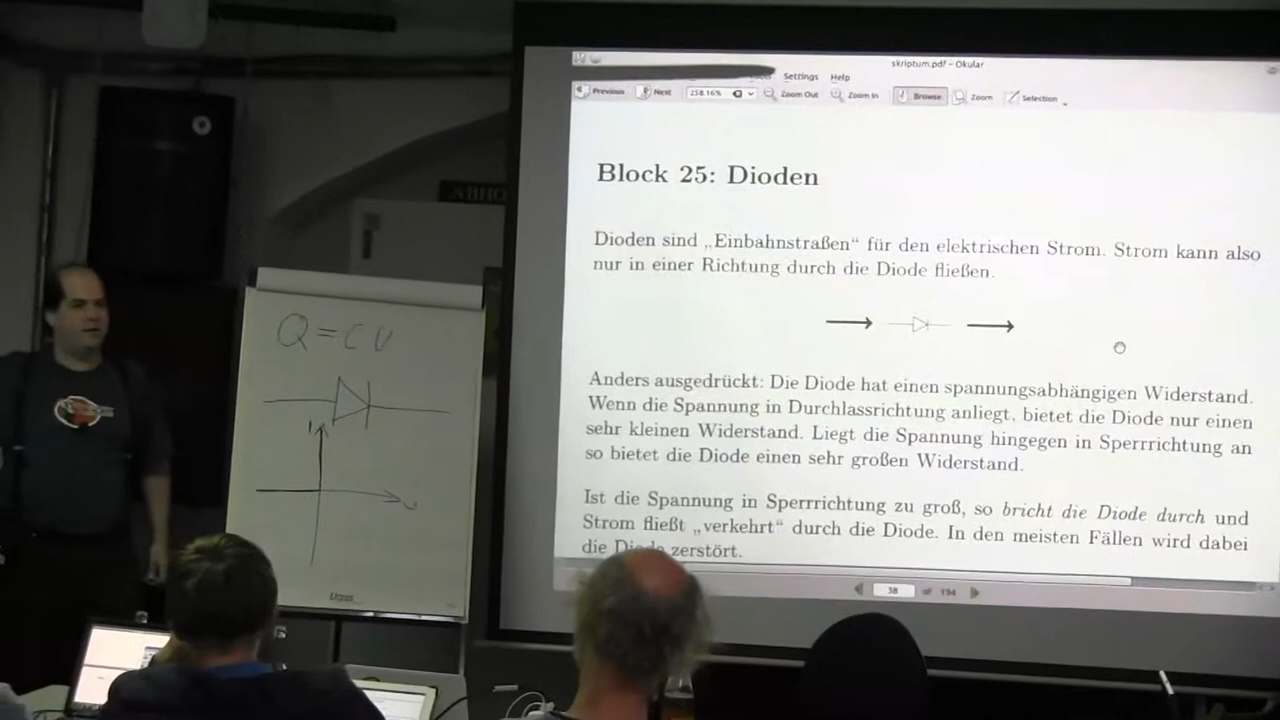 skriptum.pdf – Okular
Settings Help
Previous Next 258.16% Zoom Out Zoom In Browse Zoom Selection
Block 25: Dioden
Dioden sind „Einbahnstraßen“ für den elektrischen Strom. Strom kann also
nur in einer Richtung durch die Diode fließen.
Anders ausgedrückt: Die Diode hat einen spannungsabhängigen Widerstand.
Wenn die Spannung in Durchlassrichtung anliegt, bietet die Diode nur einen
sehr kleinen Widerstand. Liegt die Spannung hingegen in Sperrrichtung an
so bietet die Diode einen sehr großen Widerstand.
Ist die Spannung in Sperrrichtung zu groß, so bricht die Diode durch und
Strom fließt „verkehrt“ durch die Diode. In den meisten Fällen wird dabei
die Diode zerstört.
38 of 194
Q = C U